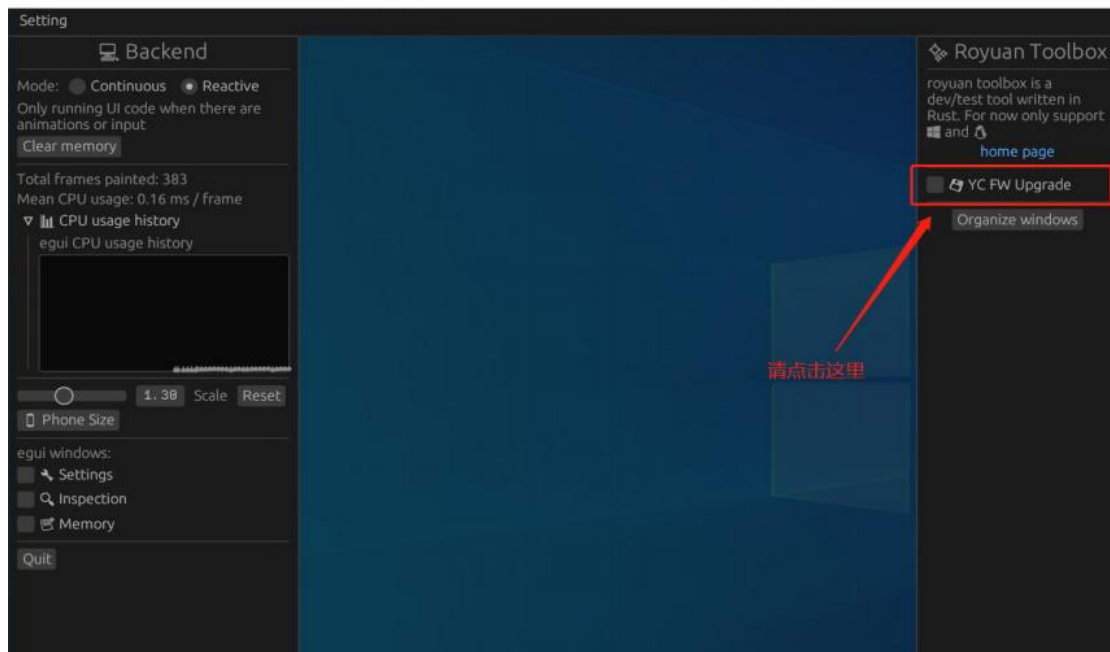 Setting
Backend
Mode: Continuous Reactive
Only running UI code when there are
animations or input
Clear memory
Total frames painted: 383
Mean CPU usage: 0.16 ms / frame
CPU usage history
egui CPU usage history
1.30 Scale Reset
Phone Size
egui windows:
Settings
Inspection
Memory
Quit
请点击这里
Royuan Toolbox
royuan toolbox is a
dev/test tool written in
Rust. For now only support
and
home page
YC FW Upgrade
Organize windows